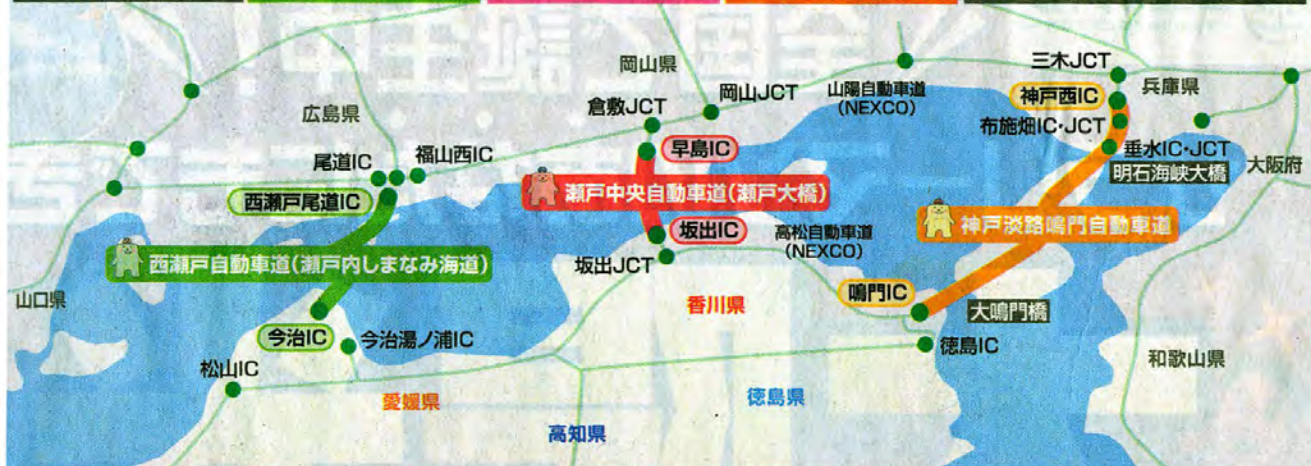 岡山県
三木JCT
兵庫県
神戸西IC
山陽自動車道
(NEXCO)
岡山JCT
倉敷JCT
広島県
布施畑IC・JCT
早島IC
垂水IC・JCT
尾道IC
福山西IC
明石海峡大橋
大阪府
西瀬戸尾道IC
瀬戸中央自動車道(瀬戸大橋)
神戸淡路鳴門自動車道
坂出IC
高松自動車道
(NEXCO)
西瀬戸自動車道(瀬戸内しまなみ海道)
坂出JCT
山口県
鳴門IC
香川県
大鳴門橋
今治IC
今治湯ノ浦IC
徳島IC
和歌山県
松山IC
愛媛県
徳島県
高知県